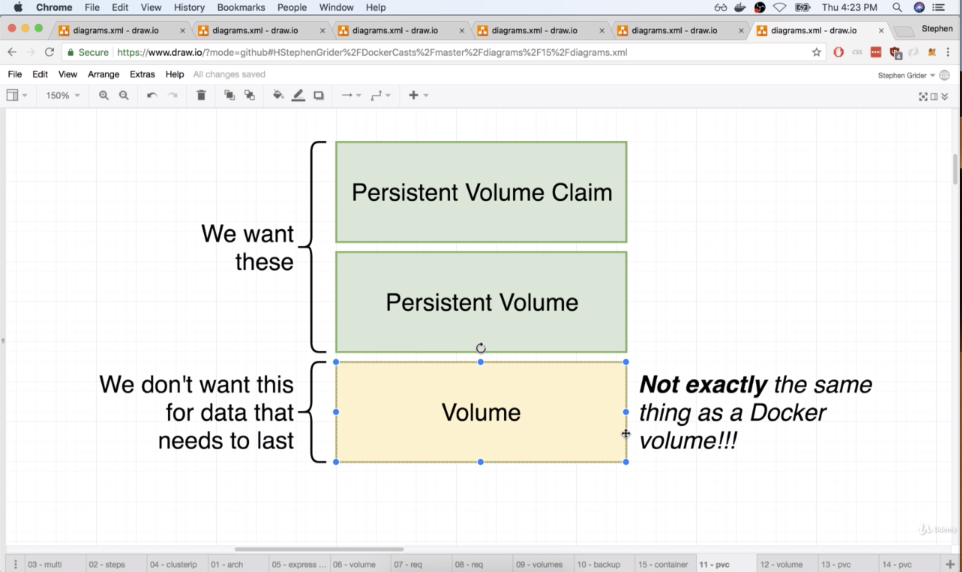 Chrome File Edit View History Bookmarks People Window Help Thu 4:23 PM
diagrams.xml - draw.io diagrams.xml - draw.io diagrams.xml - draw.io diagrams.xml - draw.io diagrams.xml - draw.io diagrams.xml - draw.io Stephen
Secure https://www.draw.io/?mode=github#HStephenGrider%2FDockerCasts%2Fmaster%2Fdiagrams%2F15%2Fdiagrams.xml
File Edit View Arrange Extras Help All changes saved Stephen Grider
150%
Persistent Volume Claim
We want
these
Persistent Volume
We don't want this
for data that
needs to last
Volume
Not exactly the same
thing as a Docker
volume!!!
Udemy
03 - multi 02 - steps 04 - clusterip 01 - arch 05 - express ... 06 - volume 07 - req 08 - req 09 - volumes 10 - backup 15 - container 11 - pvc 12 - volume 13 - pvc 14 - pvc